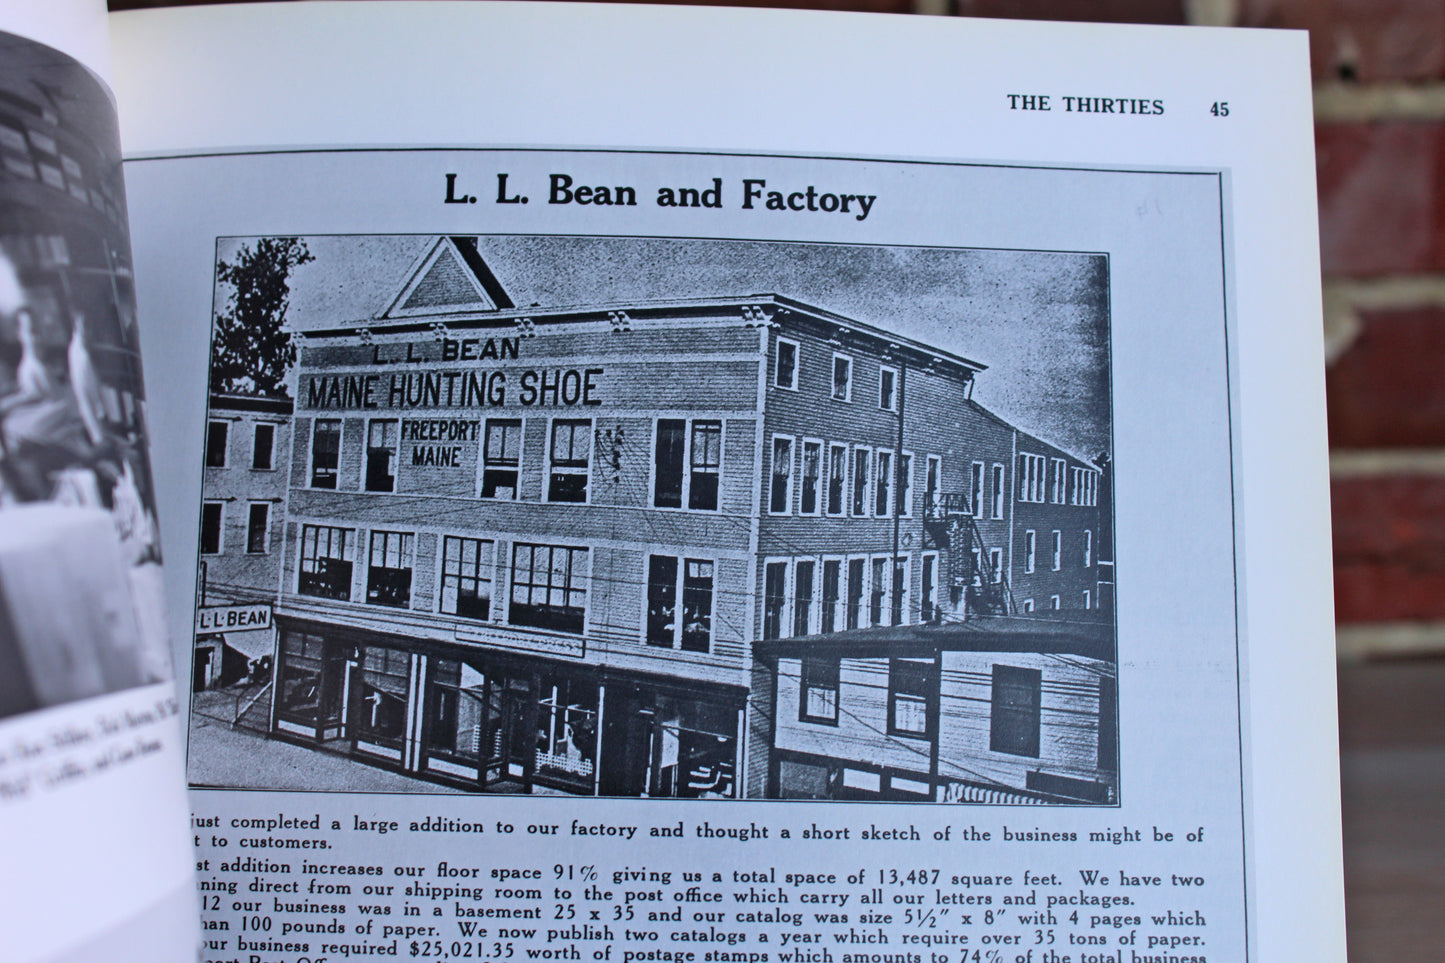 THE THIRTIES 45
L. L. Bean and Factory
L. L. BEAN
MAINE HUNTING SHOE
FREEPORT
MAINE
L·L·BEAN
just completed a large addition to our factory and thought a short sketch of the business might be of
t to customers.
st addition increases our floor space 91% giving us a total space of 13,487 square feet. We have two
ning direct from our shipping room to the post office which carry all our letters and packages.
12 our business was in a basement 25 x 35 and our catalog was size 5½″ x 8″ with 4 pages which
han 100 pounds of paper. We now publish two catalogs a year which require over 35 tons of paper.
our business required $25,021.35 worth of postage stamps which amounts to 74% of the total business